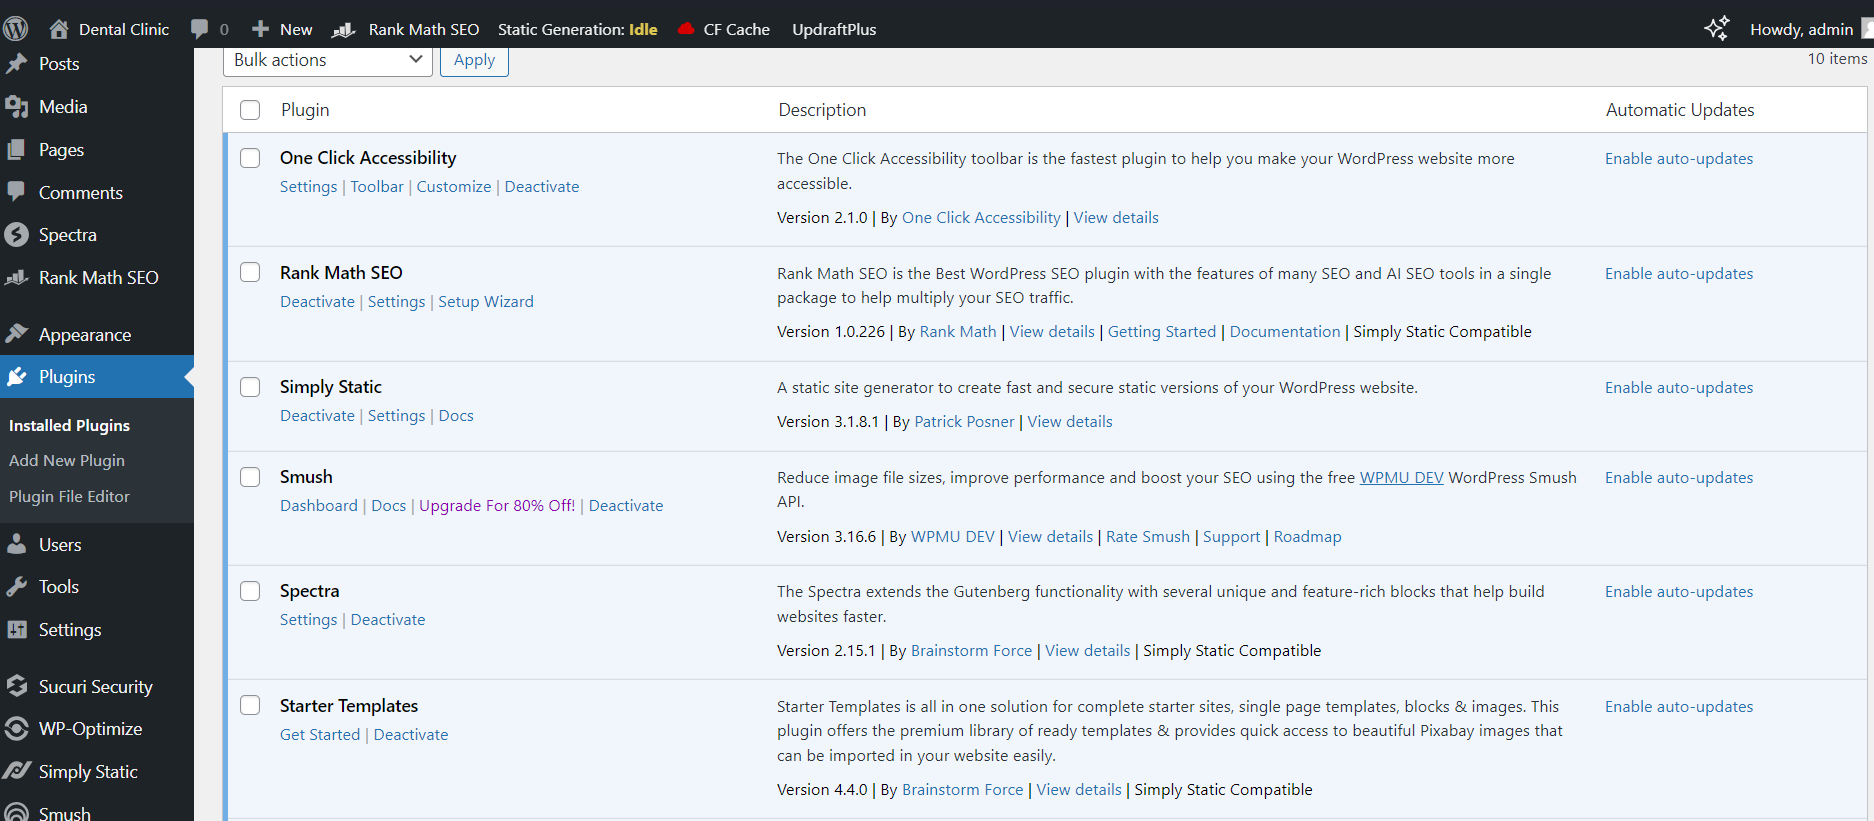 Dental Clinic 0 New Rank Math SEO Static Generation: Idle CF Cache UpdraftPlus Howdy, admin
Posts
Media
Pages
Comments
Spectra
Rank Math SEO
Appearance
Plugins
Installed Plugins
Add New Plugin
Plugin File Editor
Users
Tools
Settings
Sucuri Security
WP-Optimize
Simply Static
Smush
Bulk actions Apply 10 items
Plugin Description Automatic Updates
One Click Accessibility
Settings | Toolbar | Customize | Deactivate
The One Click Accessibility toolbar is the fastest plugin to help you make your WordPress website more
accessible.
Version 2.1.0 | By One Click Accessibility | View details
Enable auto-updates
Rank Math SEO
Deactivate | Settings | Setup Wizard
Rank Math SEO is the Best WordPress SEO plugin with the features of many SEO and AI SEO tools in a single
package to help multiply your SEO traffic.
Version 1.0.226 | By Rank Math | View details | Getting Started | Documentation | Simply Static Compatible
Enable auto-updates
Simply Static
Deactivate | Settings | Docs
A static site generator to create fast and secure static versions of your WordPress website.
Version 3.1.8.1 | By Patrick Posner | View details
Enable auto-updates
Smush
Dashboard | Docs | Upgrade For 80% Off! | Deactivate
Reduce image file sizes, improve performance and boost your SEO using the free WPMU DEV WordPress Smush
API.
Version 3.16.6 | By WPMU DEV | View details | Rate Smush | Support | Roadmap
Enable auto-updates
Spectra
Settings | Deactivate
The Spectra extends the Gutenberg functionality with several unique and feature-rich blocks that help build
websites faster.
Version 2.15.1 | By Brainstorm Force | View details | Simply Static Compatible
Enable auto-updates
Starter Templates
Get Started | Deactivate
Starter Templates is all in one solution for complete starter sites, single page templates, blocks & images. This
plugin offers the premium library of ready templates & provides quick access to beautiful Pixabay images that
can be imported in your website easily.
Version 4.4.0 | By Brainstorm Force | View details | Simply Static Compatible
Enable auto-updates